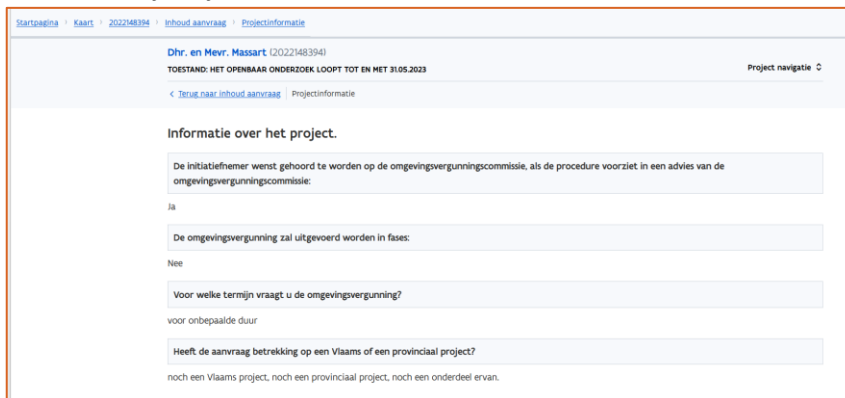 Startpagina > Kaart > 2022148394 > Inhoud aanvraag > Projectinformatie
Dhr. en Mevr. Massart (2022148394)
TOESTAND: HET OPENBAAR ONDERZOEK LOOPT TOT EN MET 31.05.2023
Project navigatie
< Terug naar inhoud aanvraag | Projectinformatie
Informatie over het project.
De initiatiefnemer wenst gehoord te worden op de omgevingsvergunningscommissie, als de procedure voorziet in een advies van de
omgevingsvergunningscommissie:
Ja
De omgevingsvergunning zal uitgevoerd worden in fases:
Nee
Voor welke termijn vraagt u de omgevingsvergunning?
voor onbepaalde duur
Heeft de aanvraag betrekking op een Vlaams of een provinciaal project?
noch een Vlaams project, noch een provinciaal project, noch een onderdeel ervan.